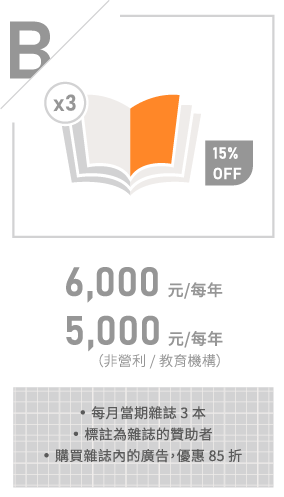 B
x3
15%
OFF
6,000 元/每年
5,000 元/每年
(非營利 / 教育機構)
• 每月當期雜誌 3 本
• 標註為雜誌的贊助者
• 購買雜誌內的廣告，優惠 85 折